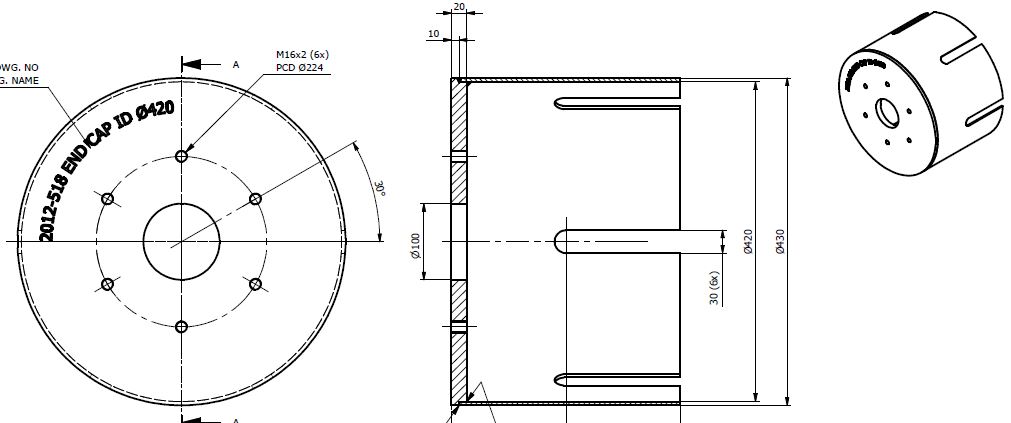 DWG. NO
G. NAME
2012-518 END CAP ID Ø420
A
M16x2 (6x)
PCD Ø224
30°
A
20
10
Ø100
30 (6x)
Ø420
Ø430